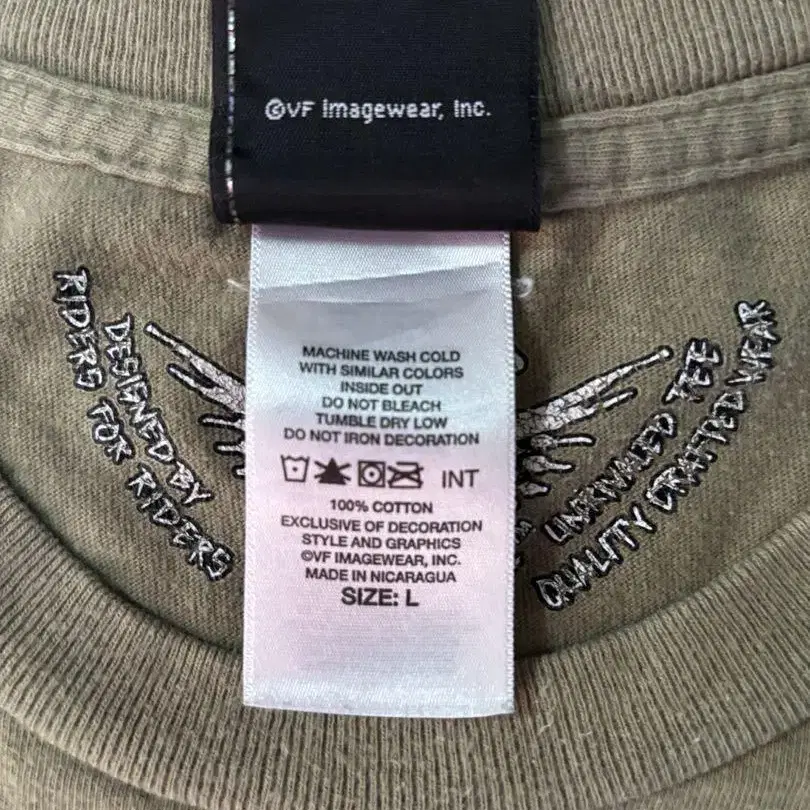 ©VF Imagewear, Inc.
MACHINE WASH COLD
WITH SIMILAR COLORS
INSIDE OUT
DO NOT BLEACH
TUMBLE DRY LOW
DO NOT IRON DECORATION
INT
100% COTTON
EXCLUSIVE OF DECORATION
STYLE AND GRAPHICS
©VF IMAGEWEAR, INC.
MADE IN NICARAGUA
SIZE: L
DESIGNED BY
RIDERS FOR RIDERS
UNRIVALED TEE
QUALITY CRAFTED WEAR